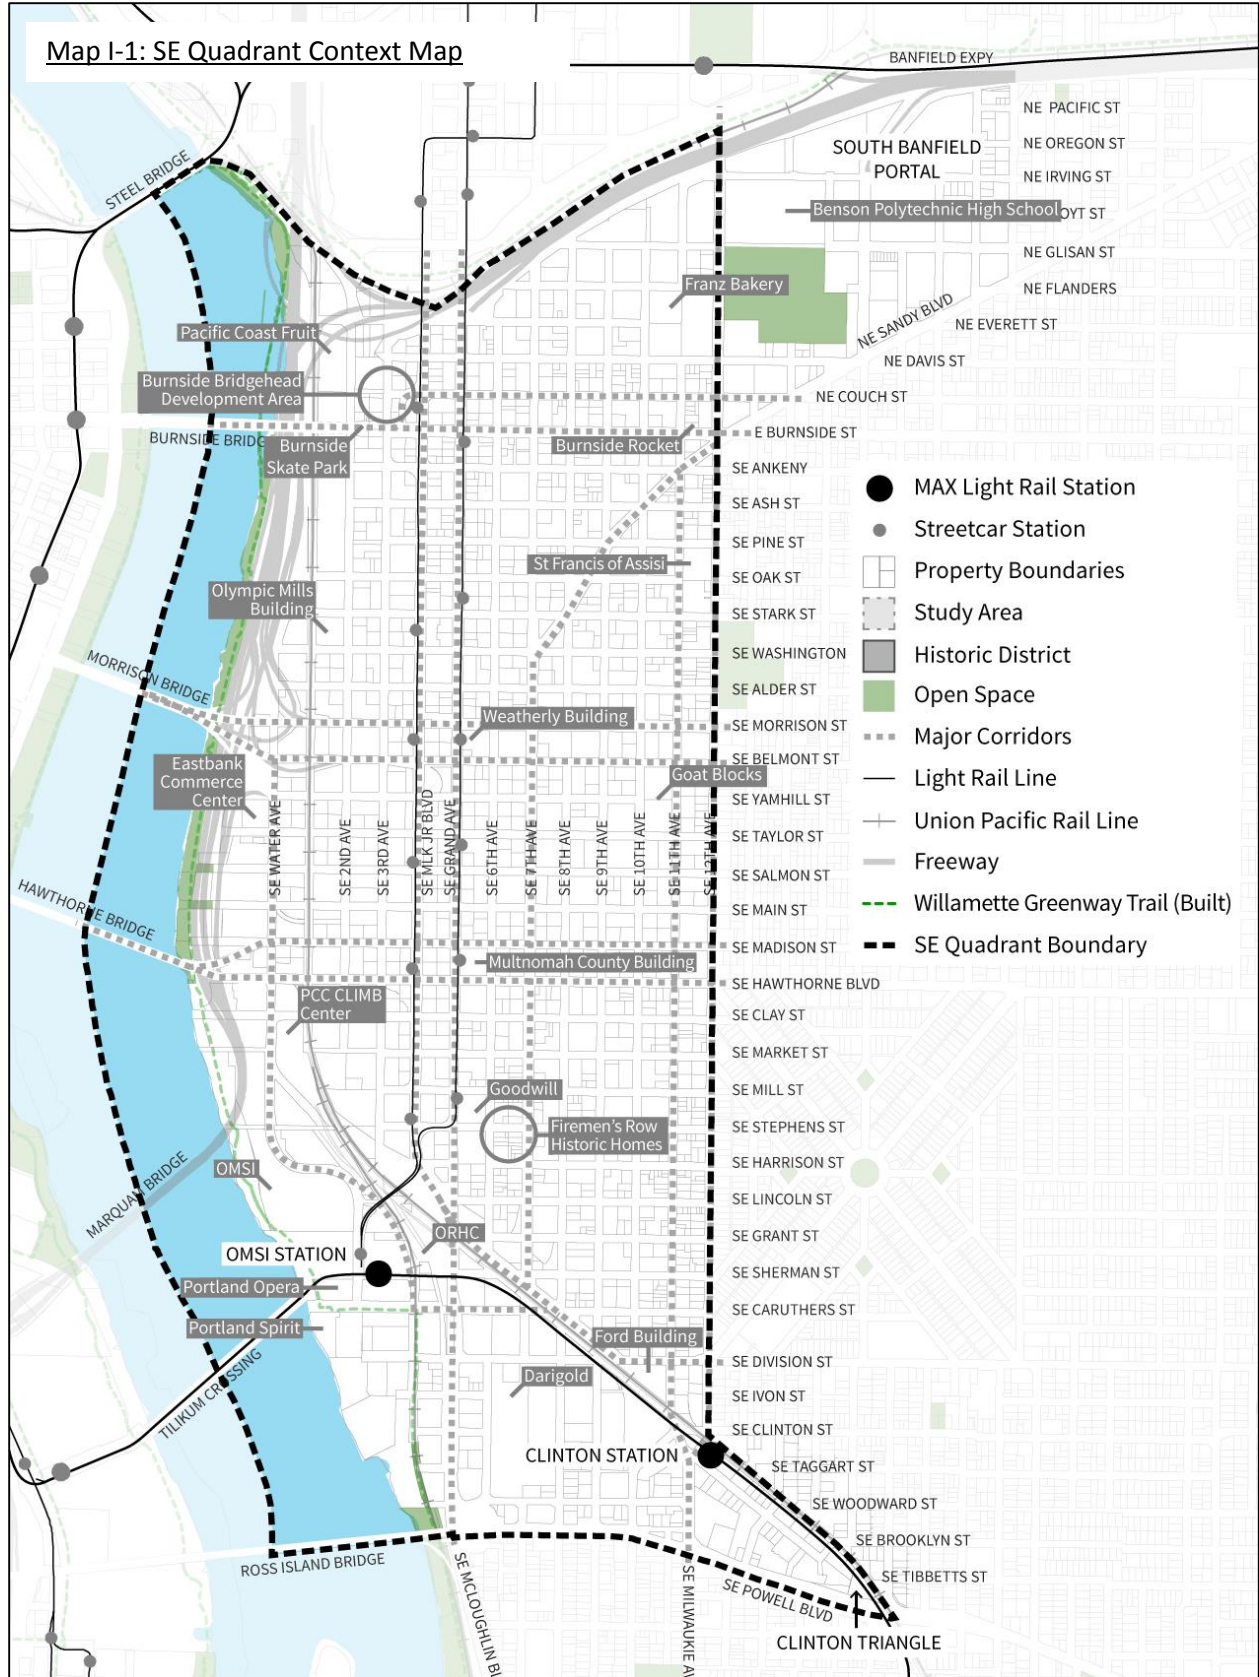 Map I-1: SE Quadrant Context Map
BANFIELD EXPY
NE PACIFIC ST
SOUTH BANFIELD
PORTAL
NE OREGON ST
STEEL BRIDGE
NE IRVING ST
Benson Polytechnic High School
OYT ST
NE GLISAN ST
Franz Bakery
NE FLANDERS
NE SANDY BLVD
NE EVERETT ST
Pacific Coast Fruit
NE DAVIS ST
Burnside Bridgehead
Development Area
NE COUCH ST
BURNSIDE BRIDG
Burnside
Skate Park
Burnside Rocket
E BURNSIDE ST
SE ANKENY
MAX Light Rail Station
SE ASH ST
Streetcar Station
SE PINE ST
St Francis of Assisi
Property Boundaries
SE OAK ST
Olympic Mills
Building
SE STARK ST
Study Area
SE WASHINGTON
Historic District
MORRISON BRIDGE
SE ALDER ST
Open Space
Weatherly Building
SE MORRISON ST
Major Corridors
Eastbank
Commerce
Center
SE BELMONT ST
Goat Blocks
Light Rail Line
SE YAMHILL ST
Union Pacific Rail Line
SE WATER AVE
SE 2ND AVE
SE 3RD AVE
SE MLK JR BLVD
SE GRAND AVE
SE 6TH AVE
SE 7TH AVE
SE 8TH AVE
SE 9TH AVE
SE 10TH AVE
SE 11TH AVE
SE 12TH AVE
SE TAYLOR ST
Freeway
SE SALMON ST
Willamette Greenway Trail (Built)
HAWTHORNE BRIDGE
SE MAIN ST
SE MADISON ST
SE Quadrant Boundary
Multnomah County Building
SE HAWTHORNE BLVD
PCC CLIMB
Center
SE CLAY ST
SE MARKET ST
Goodwill
SE MILL ST
Firemen's Row
Historic Homes
SE STEPHENS ST
MARQUAM BRIDGE
OMSI
SE HARRISON ST
SE LINCOLN ST
ORHC
SE GRANT ST
OMSI STATION
SE SHERMAN ST
Portland Opera
SE CARUTHERS ST
Portland Spirit
Ford Building
SE DIVISION ST
TILIKUM CROSSING
Darigold
SE IVON ST
SE CLINTON ST
CLINTON STATION
SE TAGGART ST
SE WOODWARD ST
SE BROOKLYN ST
ROSS ISLAND BRIDGE
SE TIBBETTS ST
SE MCLOUGHLIN BL
SE MILWAUKIE A
SE POWELL BLVD
CLINTON TRIANGLE